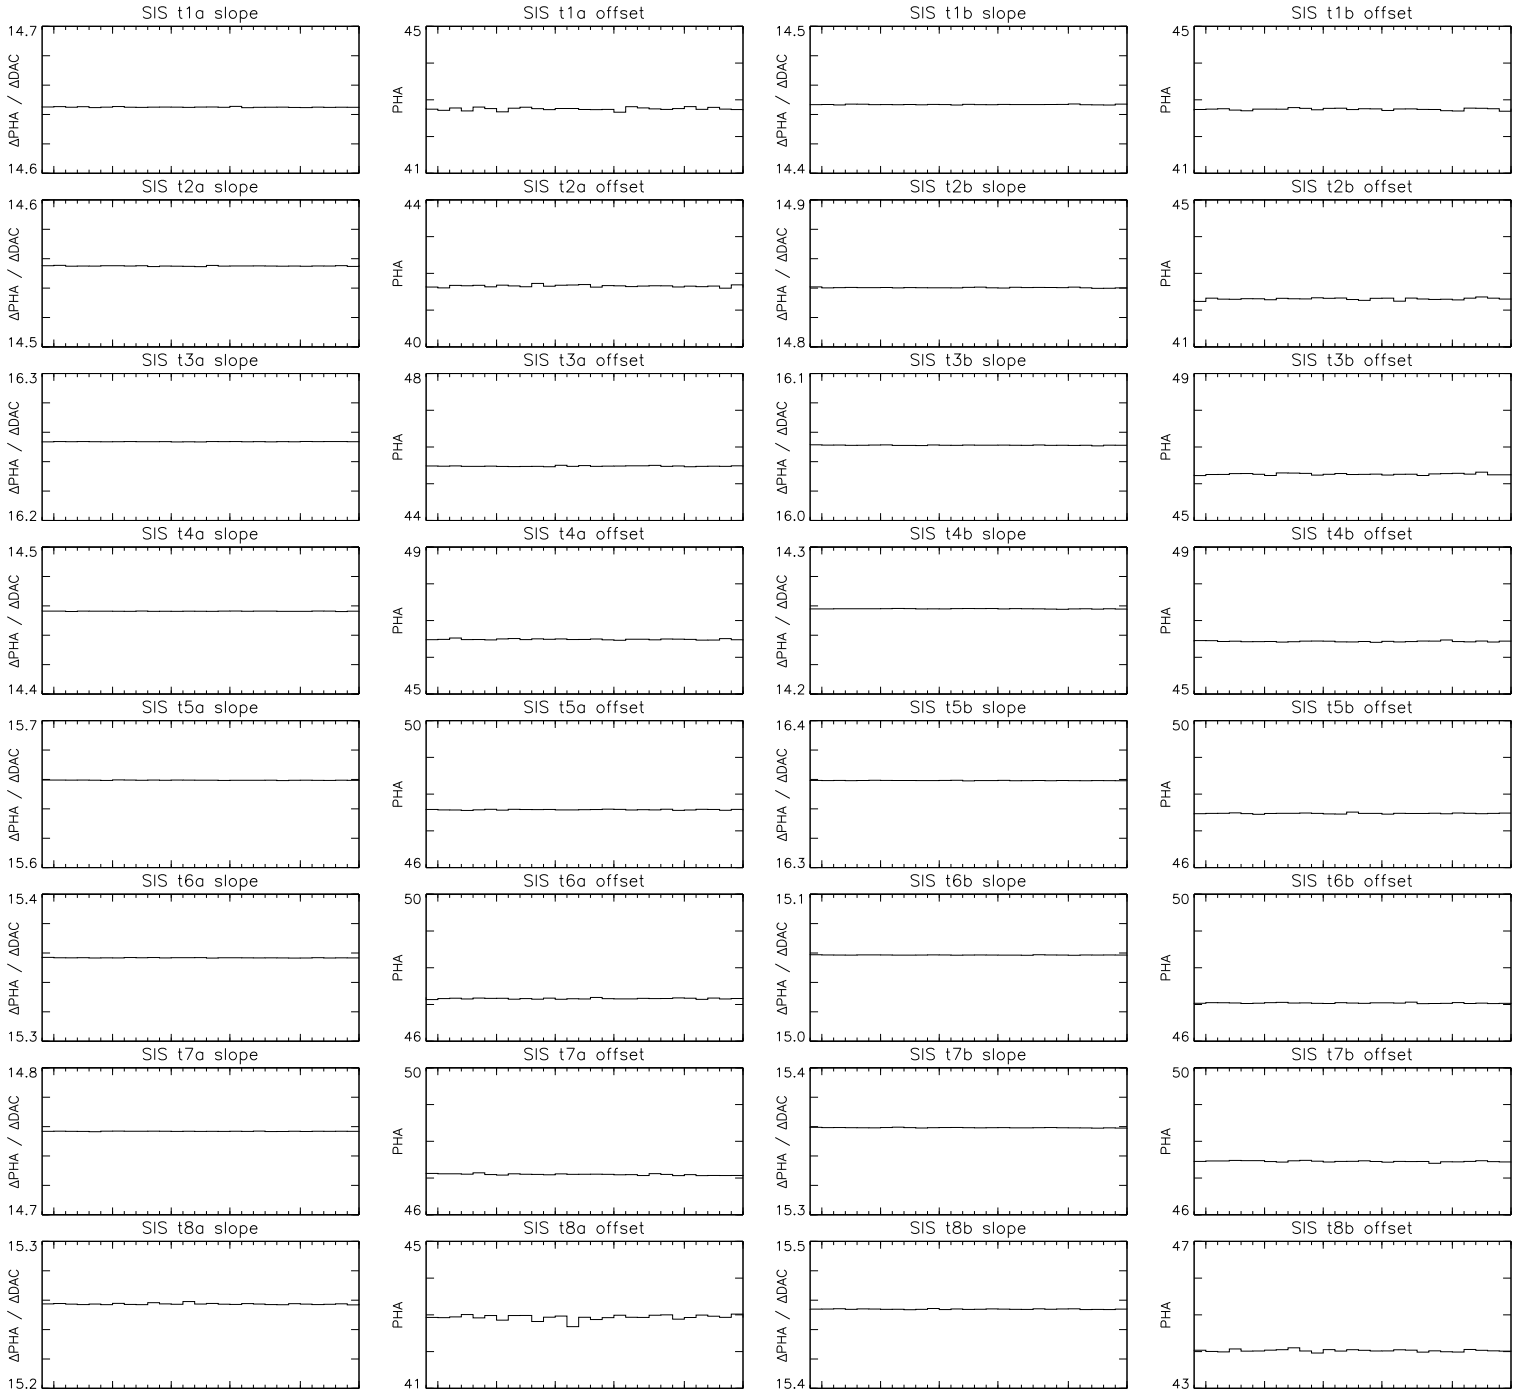 SIS t1a slope SIS t1a offset SIS t1b slope SIS t1b offset
14.7 45 14.5 45
ΔPHA / ΔDAC PHA ΔPHA / ΔDAC PHA
14.6 41 14.4 41
SIS t2a slope SIS t2a offset SIS t2b slope SIS t2b offset
14.6 44 14.9 45
ΔPHA / ΔDAC PHA ΔPHA / ΔDAC PHA
14.5 40 14.8 41
SIS t3a slope SIS t3a offset SIS t3b slope SIS t3b offset
16.3 48 16.1 49
ΔPHA / ΔDAC PHA ΔPHA / ΔDAC PHA
16.2 44 16.0 45
SIS t4a slope SIS t4a offset SIS t4b slope SIS t4b offset
14.5 49 14.3 49
ΔPHA / ΔDAC PHA ΔPHA / ΔDAC PHA
14.4 45 14.2 45
SIS t5a slope SIS t5a offset SIS t5b slope SIS t5b offset
15.7 50 16.4 50
ΔPHA / ΔDAC PHA ΔPHA / ΔDAC PHA
15.6 46 16.3 46
SIS t6a slope SIS t6a offset SIS t6b slope SIS t6b offset
15.4 50 15.1 50
ΔPHA / ΔDAC PHA ΔPHA / ΔDAC PHA
15.3 46 15.0 46
SIS t7a slope SIS t7a offset SIS t7b slope SIS t7b offset
14.8 50 15.4 50
ΔPHA / ΔDAC PHA ΔPHA / ΔDAC PHA
14.7 46 15.3 46
SIS t8a slope SIS t8a offset SIS t8b slope SIS t8b offset
15.3 45 15.5 47
ΔPHA / ΔDAC PHA ΔPHA / ΔDAC PHA
15.2 41 15.4 43